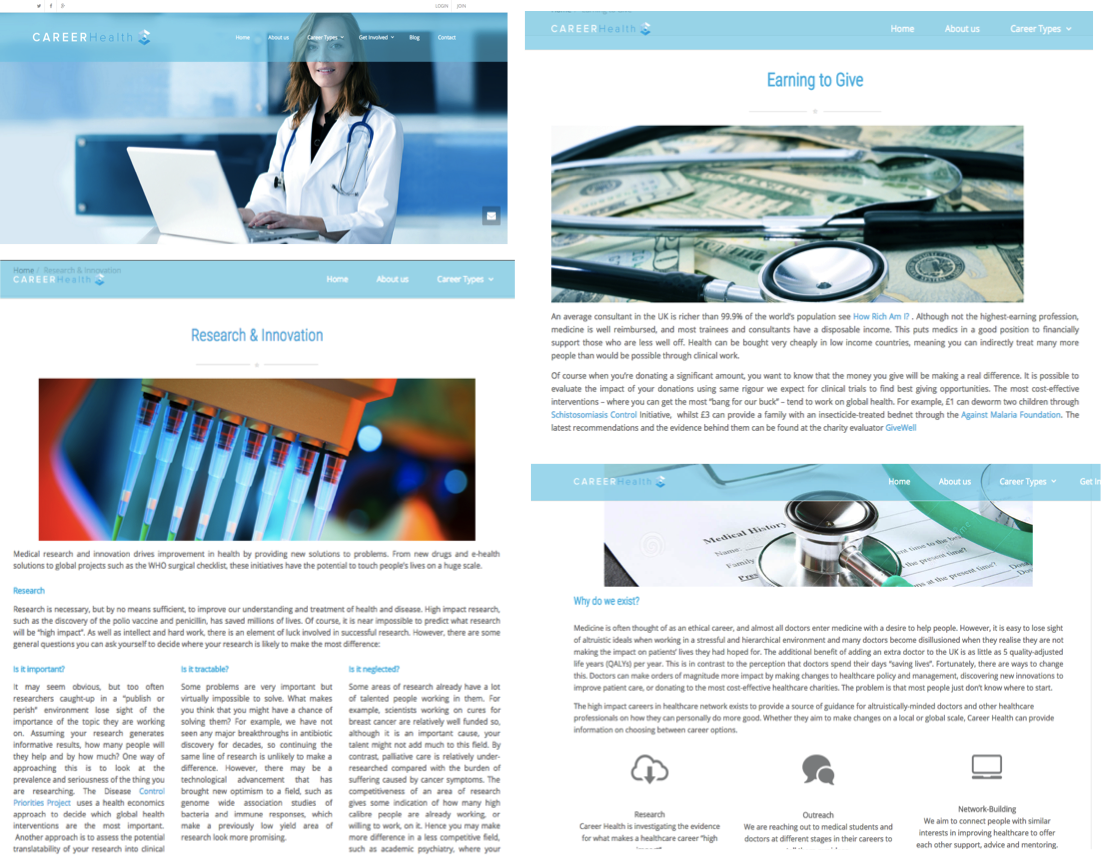 LOGIN JOIN
CAREERHealth
Home About us Career Types Get Involved Blog Contact
Home / Research & Innovation
CAREERHealth
Home About us Career Types
Research & Innovation
Medical research and innovation drives improvement in health by providing new solutions to problems. From new drugs and e-health
solutions to global projects such as the WHO surgical checklist, these initiatives have the potential to touch people's lives on a huge scale.
Research
Research is necessary, but by no means sufficient, to improve our understanding and treatment of health and disease. High impact research,
such as the discovery of the polio vaccine and penicillin, has saved millions of lives. Of course, it is near impossible to predict what research
will be "high impact". As well as intellect and hard work, there is an element of luck involved in successful research. However, there are some
general questions you can ask yourself to decide where your research is likely to make the most difference:
Is it important?
It may seem obvious, but too often
researchers caught-up in a "publish or
perish" environment lose sight of the
importance of the topic they are working
on. Assuming your research generates
informative results, how many people will
they help and by how much? One way of
approaching this is to look at the
prevalence and seriousness of the thing you
are researching. The Disease Control
Priorities Project uses a health economics
approach to decide which global health
interventions are the most important.
Another approach is to assess the potential
translatability of your research into clinical
Is it tractable?
Some problems are very important but
virtually impossible to solve. What makes
you think that you might have a chance of
solving them? For example, we have not
seen any major breakthroughs in antibiotic
discovery for decades, so continuing the
same line of research is unlikely to make a
difference. However, there may be a
technological advancement that has
brought new optimism to a field, such as
genome wide association studies of
bacteria and immune responses, which
make a previously low yield area of
research look more promising.
Is it neglected?
Some areas of research already have a lot
of talented people working in them. For
example, scientists working on cures for
breast cancer are relatively well funded so,
although it is an important cause, your
talent might not add much to this field. By
contrast, palliative care is relatively under-
researched compared with the burden of
suffering caused by cancer symptoms. The
competitiveness of an area of research
gives some indication of how many high
calibre people are already working, or
willing to work, on it. Hence you may make
more difference in a less competitive field,
such as academic psychiatry, where your
CAREERHealth
Home About us Career Types
Earning to Give
An average consultant in the UK is richer than 99.9% of the world's population see How Rich Am I? . Although not the highest-earning profession,
medicine is well reimbursed, and most trainees and consultants have a disposable income. This puts medics in a good position to financially
support those who are less well off. Health can be bought very cheaply in low income countries, meaning you can indirectly treat many more
people than would be possible through clinical work.
Of course when you're donating a significant amount, you want to know that the money you give will be making a real difference. It is possible to
evaluate the impact of your donations using same rigour we expect for clinical trials to find best giving opportunities. The most cost-effective
interventions – where you can get the most "bang for our buck" – tend to work on global health. For example, £1 can deworm two children through
Schistosomiasis Control Initiative, whilst £3 can provide a family with an insecticide-treated bednet through the Against Malaria Foundation. The
latest recommendations and the evidence behind them can be found at the charity evaluator GiveWell
CAREERHealth
Home About us Career Types Get In
Medical History
Name
ent time to the best
the present time?
at the present time?
Why do we exist?
Medicine is often thought of as an ethical career, and almost all doctors enter medicine with a desire to help people. However, it is easy to lose sight
of altruistic ideals when working in a stressful and hierarchical environment and many doctors become disillusioned when they realise they are not
making the impact on patients' lives they had hoped for. The additional benefit of adding an extra doctor to the UK is as little as 5 quality-adjusted
life years (QALYs) per year. This is in contrast to the perception that doctors spend their days "saving lives". Fortunately, there are ways to change
this. Doctors can make orders of magnitude more impact by making changes to healthcare policy and management, discovering new innovations to
improve patient care, or donating to the most cost-effective healthcare charities. The problem is that most people just don't know where to start.
The high impact careers in healthcare network exists to provide a source of guidance for altruistically-minded doctors and other healthcare
professionals on how they can personally do more good. Whether they aim to make changes on a local or global scale, Career Health can provide
information on choosing between career options.
Research
Career Health is investigating the evidence
for what makes a healthcare career "high
Outreach
We are reaching out to medical students and
doctors at different stages in their careers to
Network-Building
We aim to connect people with similar
interests in improving healthcare to offer
each other support, advice and mentoring.